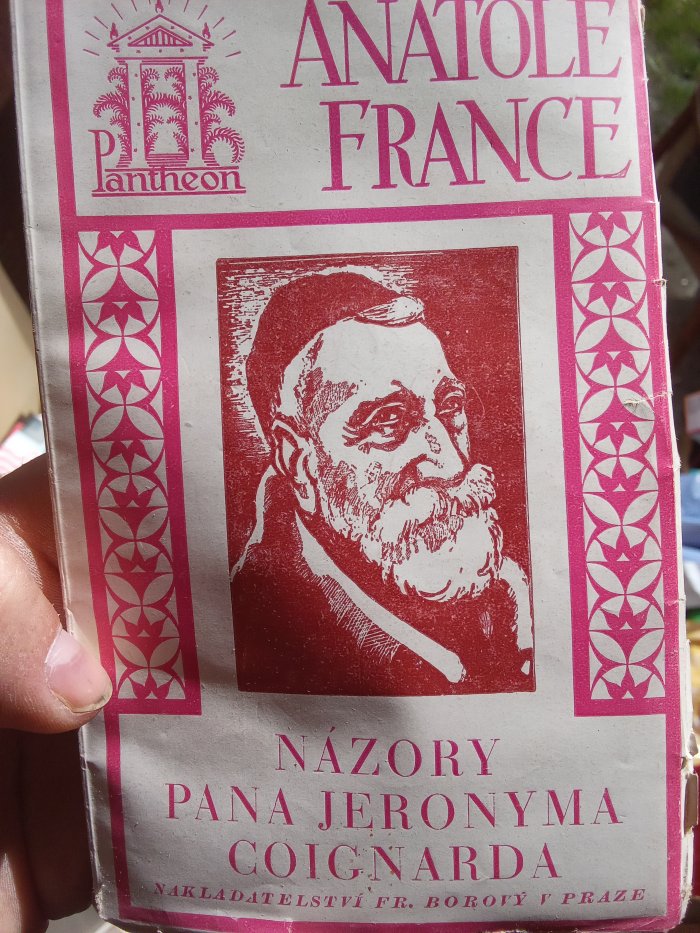 ANATOLE
FRANCE
Pantheon
NÁZORY
PANA JERONYMA
COIGNARDA
NAKLADATELSTVÍ FR. BOROVÝ V PRAZE